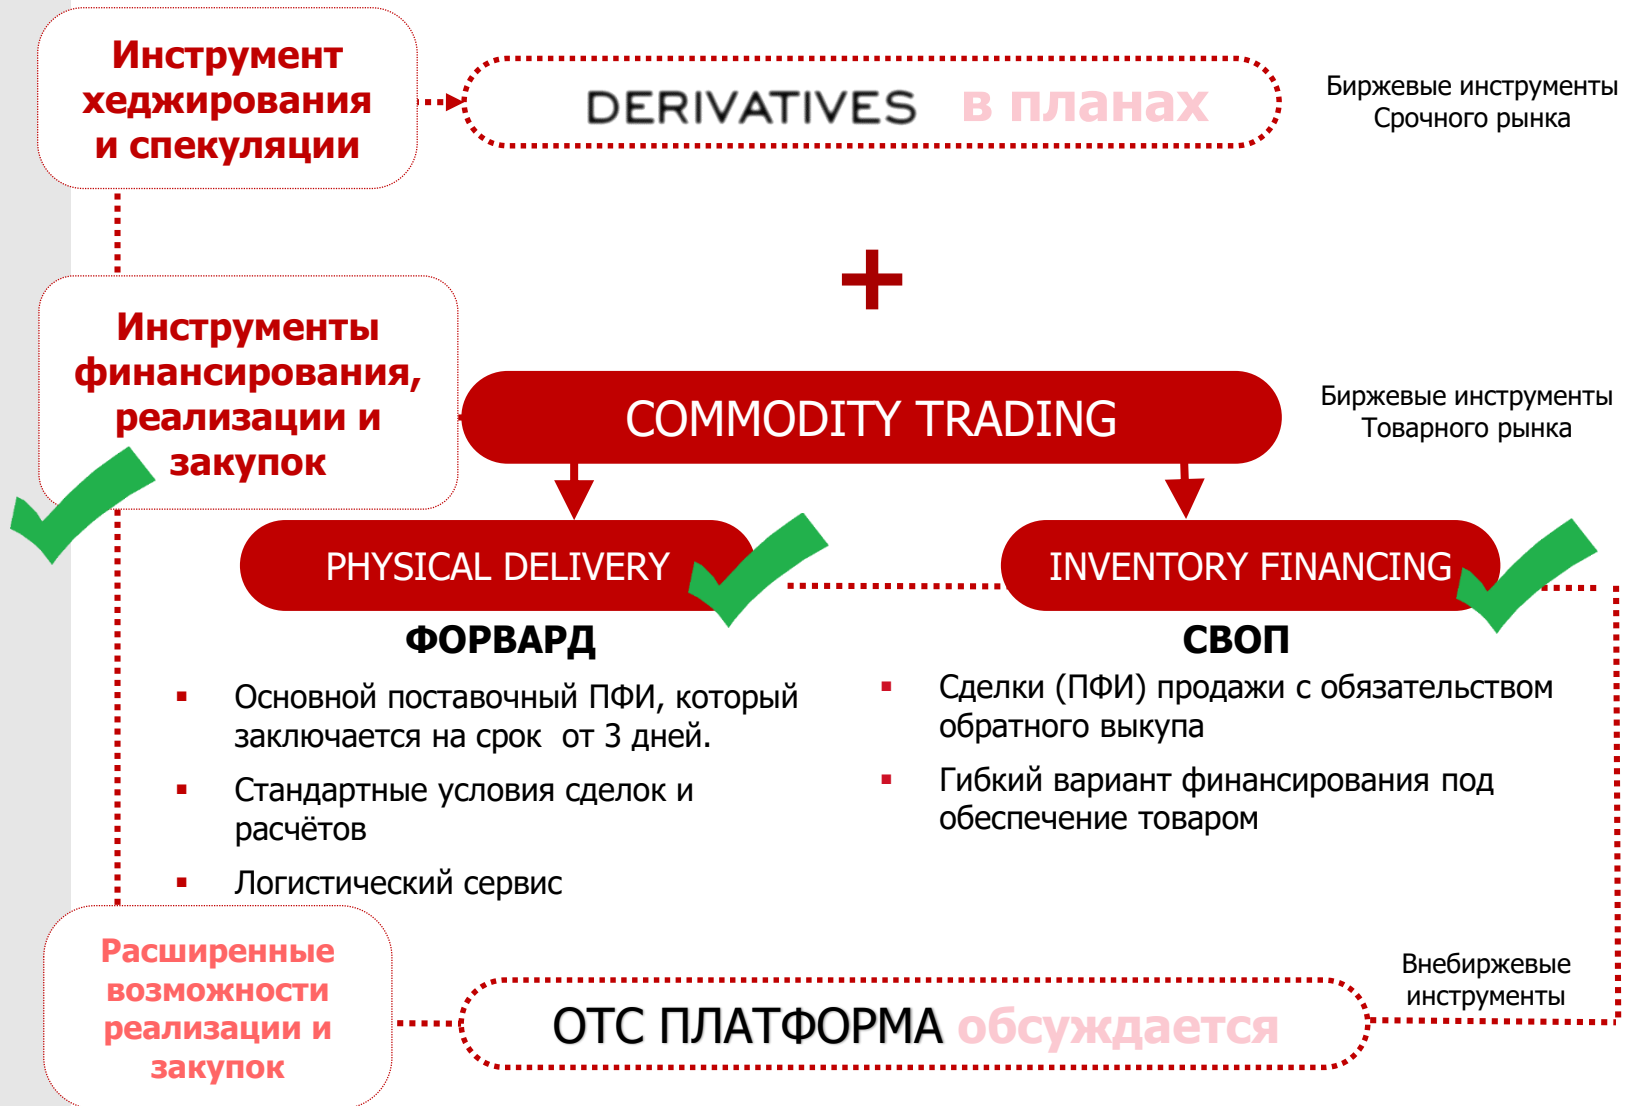 Инструмент
хеджирования
и спекуляции
DERIVATIVES в планах
Биржевые инструменты
Срочного рынка
+
Инструменты
финансирования,
реализации и
закупок
COMMODITY TRADING
Биржевые инструменты
Товарного рынка
PHYSICAL DELIVERY
INVENTORY FINANCING
ФОРВАРД
▪ Основной поставочный ПФИ, который
заключается на срок от 3 дней.
▪ Стандартные условия сделок и
расчётов
▪ Логистический сервис
СВОП
▪ Сделки (ПФИ) продажи с обязательством
обратного выкупа
▪ Гибкий вариант финансирования под
обеспечение товаром
Расширенные
возможности
реализации и
закупок
ОТС ПЛАТФОРМА обсуждается
Внебиржевые
инструменты